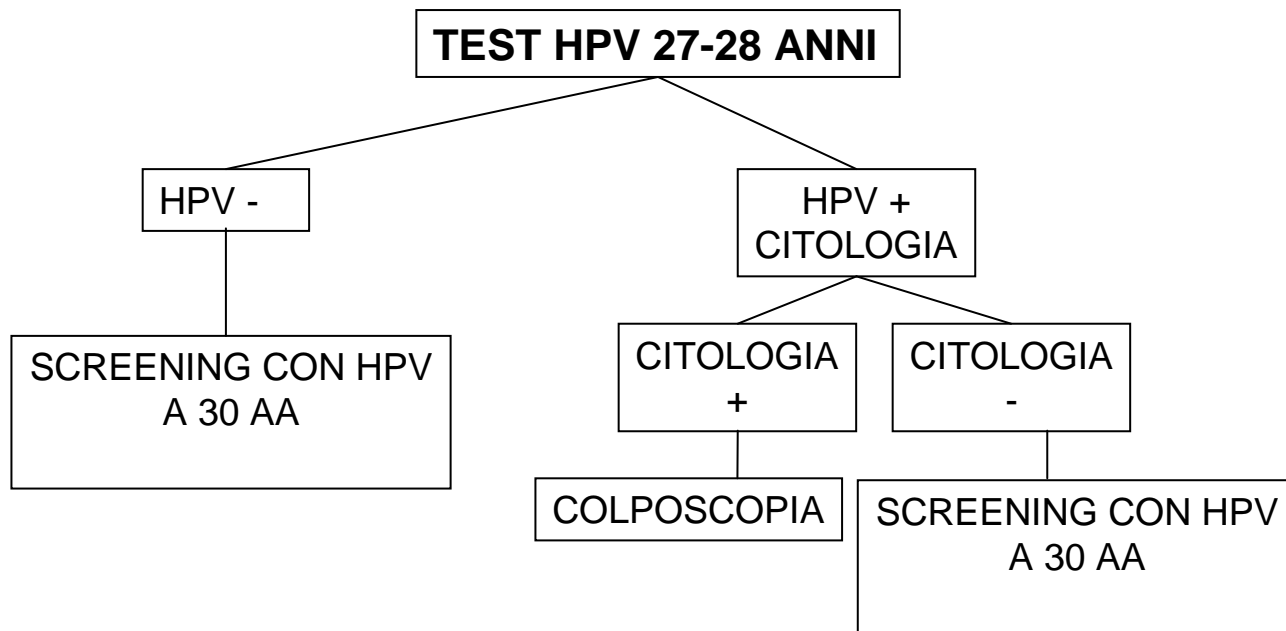 TEST HPV 27-28 ANNI
HPV -
HPV +
CITOLOGIA
SCREENING CON HPV
A 30 AA
CITOLOGIA
+
CITOLOGIA
-
COLPOSCOPIA
SCREENING CON HPV
A 30 AA